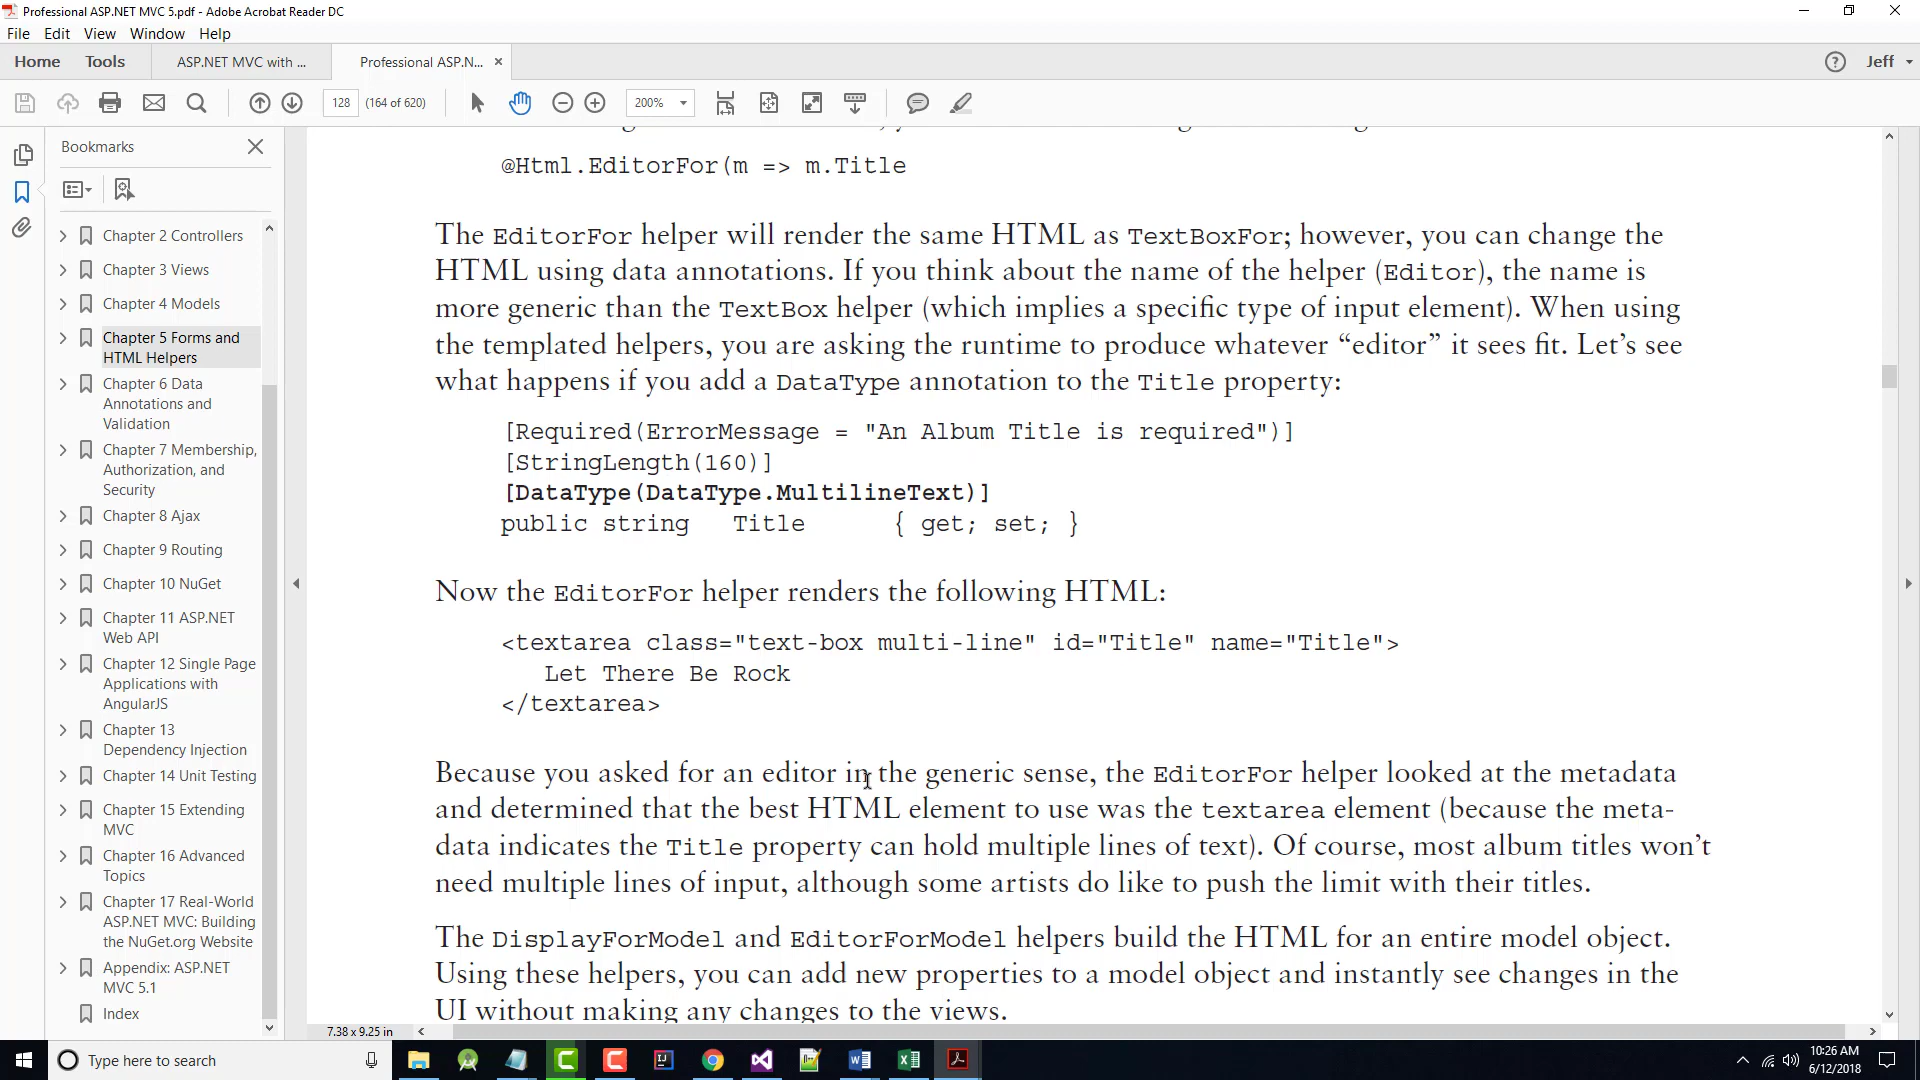 Professional ASP.NET MVC 5.pdf - Adobe Acrobat Reader DC
File Edit View Window Help
Home Tools ASP.NET MVC with ... Professional ASP.N... × Jeff
128 (164 of 620) 200%
Bookmarks
Chapter 2 Controllers
Chapter 3 Views
Chapter 4 Models
Chapter 5 Forms and
HTML Helpers
Chapter 6 Data
Annotations and
Validation
Chapter 7 Membership,
Authorization, and
Security
Chapter 8 Ajax
Chapter 9 Routing
Chapter 10 NuGet
Chapter 11 ASP.NET
Web API
Chapter 12 Single Page
Applications with
AngularJS
Chapter 13
Dependency Injection
Chapter 14 Unit Testing
Chapter 15 Extending
MVC
Chapter 16 Advanced
Topics
Chapter 17 Real-World
ASP.NET MVC: Building
the NuGet.org Website
Appendix: ASP.NET
MVC 5.1
Index
@Html.EditorFor(m => m.Title
The EditorFor helper will render the same HTML as TextBoxFor; however, you can change the
HTML using data annotations. If you think about the name of the helper (Editor), the name is
more generic than the TextBox helper (which implies a specific type of input element). When using
the templated helpers, you are asking the runtime to produce whatever “editor” it sees fit. Let’s see
what happens if you add a DataType annotation to the Title property:
[Required(ErrorMessage = "An Album Title is required")]
[StringLength(160)]
[DataType(DataType.MultilineText)]
public string   Title      { get; set; }
Now the EditorFor helper renders the following HTML:
<textarea class="text-box multi-line" id="Title" name="Title">
Let There Be Rock
</textarea>
Because you asked for an editor in the generic sense, the EditorFor helper looked at the metadata
and determined that the best HTML element to use was the textarea element (because the meta-
data indicates the Title property can hold multiple lines of text). Of course, most album titles won’t
need multiple lines of input, although some artists do like to push the limit with their titles.
The DisplayForModel and EditorForModel helpers build the HTML for an entire model object.
Using these helpers, you can add new properties to a model object and instantly see changes in the
UI without making any changes to the views.
7.38 x 9.25 in
Type here to search
10:26 AM
6/12/2018